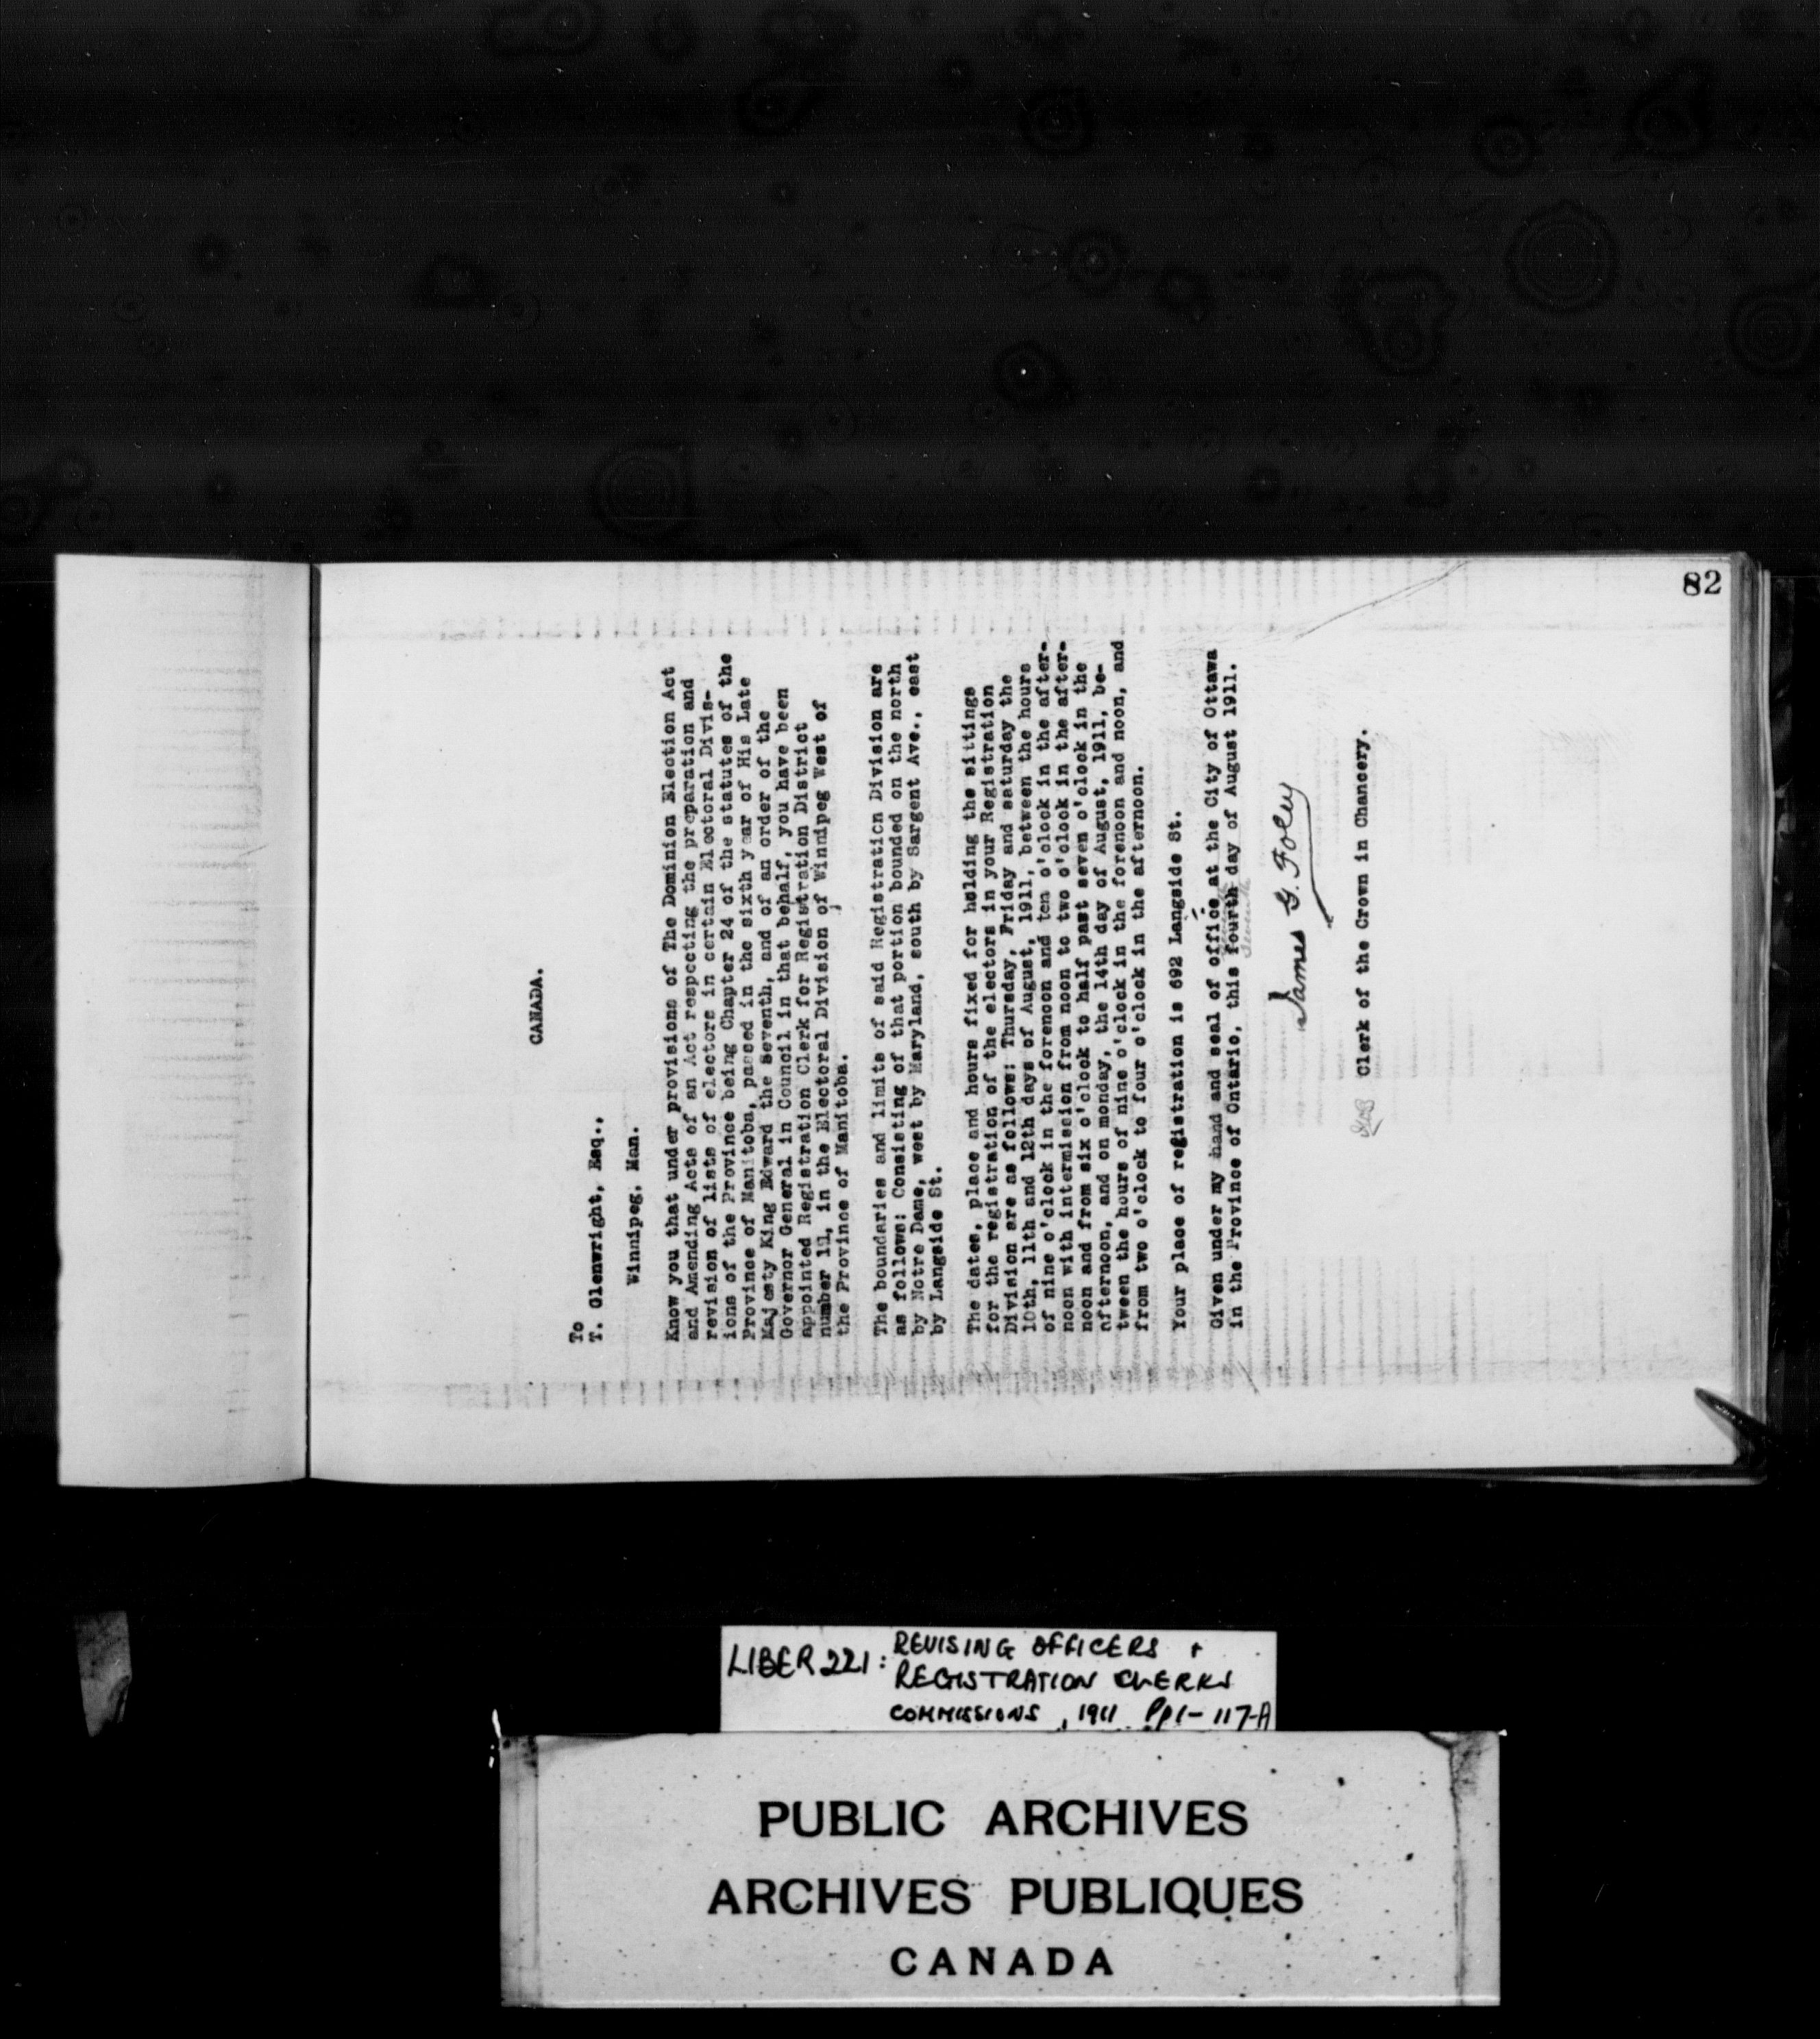 82
CANADA.
To
T. Glenwright, Esq.,
Winnipeg, Man.
Know you that under provisions of The Dominion Election Act
and Amending Acts of an Act respecting the preparation and
revision of lists of electors in certain Electoral Divis-
ions of the Province being Chapter 24 of the statutes of the
Province of Manitoba, passed in the sixth year of His Late
Majesty King Edward the Seventh, and of an order of the
Governor General in Council in that behalf, you have been
appointed Registration Clerk for Registration District
number 11, in the Electoral Division of Winnipeg West of
the Province of Manitoba.
The boundaries and limits of said Registration Division are
as follows: Consisting of that portion bounded on the north
by Notre Dame, west by Maryland, south by Sargent Ave., east
by Langside St.
The dates, place and hours fixed for holding the sittings
for the registration of the electors in your Registration
Division are as follows: Thursday, Friday and saturday the
10th, 11th and 12th days of August, 1911, between the hours
of nine o'clock in the forenoon and ten o'clock in the after-
noon with intermission from noon to two o'clock in the after-
noon and from six o'clock to half past seven o'clock in the
afternoon, and on monday, the 14th day of August, 1911, be-
tween the hours of nine o'clock in the forenoon and noon, and
from two o'clock to four o'clock in the afternoon.
Your place of registration is 692 Langside St.
Given under my hand and seal of office at the City of Ottawa
in the Province of Ontario, this fourth day of August 1911.
James G. Foley
Clerk of the Crown in Chancery.
LIBER 221: REVISING OFFICERS +
REGISTRATION CLERKS
COMMISSIONS, 1911 Pp 1-117-A
PUBLIC ARCHIVES
ARCHIVES PUBLIQUES
CANADA